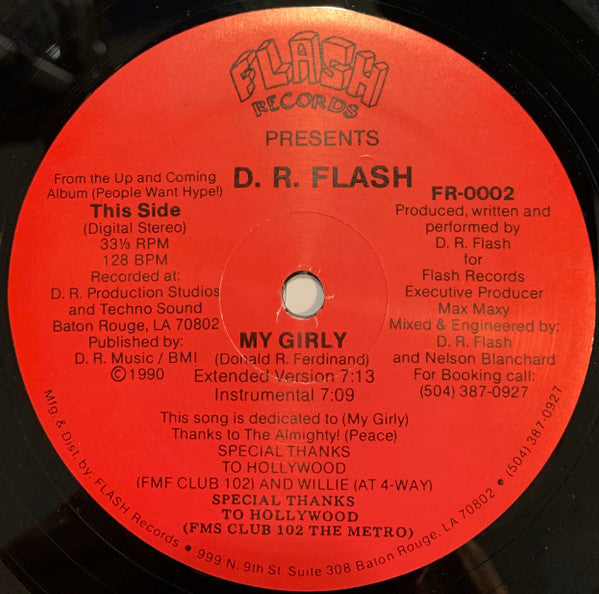 FLASH
RECORDS
PRESENTS
D. R. FLASH
From the Up and Coming
Album (People Want Hype!)
This Side
(Digital Stereo)
33⅓ RPM
128 BPM
Recorded at:
D. R. Production Studios
and Techno Sound
Baton Rouge, LA 70802
Published by:
D. R. Music / BMI
©1990
FR-0002
Produced, written and
performed by
D. R. Flash
for
Flash Records
Executive Producer
Max Maxy
Mixed & Engineered by:
D. R. Flash
and Nelson Blanchard
For Booking call:
(504) 387-0927
MY GIRLY
(Donald R. Ferdinand)
Extended Version 7:13
Instrumental 7:09
This song is dedicated to (My Girly)
Thanks to The Almighty! (Peace)
SPECIAL THANKS
TO HOLLYWOOD
(FMF CLUB 102) AND WILLIE (AT 4-WAY)
SPECIAL THANKS
TO HOLLYWOOD
(FMS CLUB 102 THE METRO)
Mfg. & Dist. by: FLASH Records • 999 N. 9th St. Suite 308 Baton Rouge, LA 70802 • (504) 387-0927